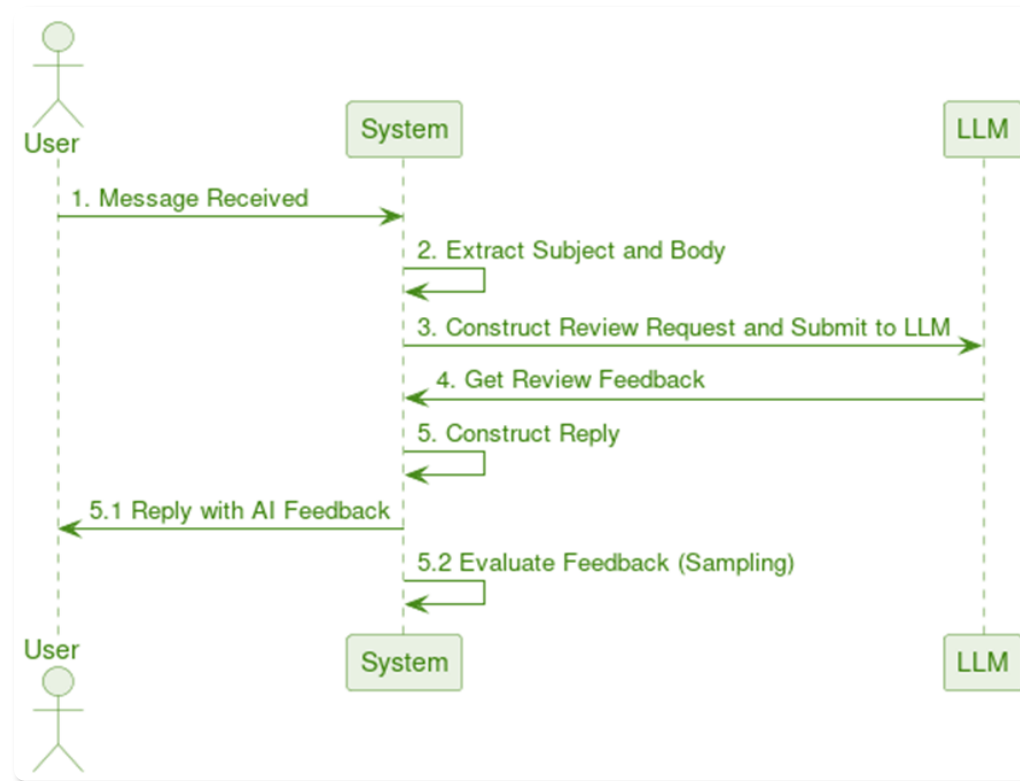 User
System
LLM
1. Message Received
2. Extract Subject and Body
3. Construct Review Request and Submit to LLM
4. Get Review Feedback
5. Construct Reply
5.1 Reply with AI Feedback
5.2 Evaluate Feedback (Sampling)
User
System
LLM